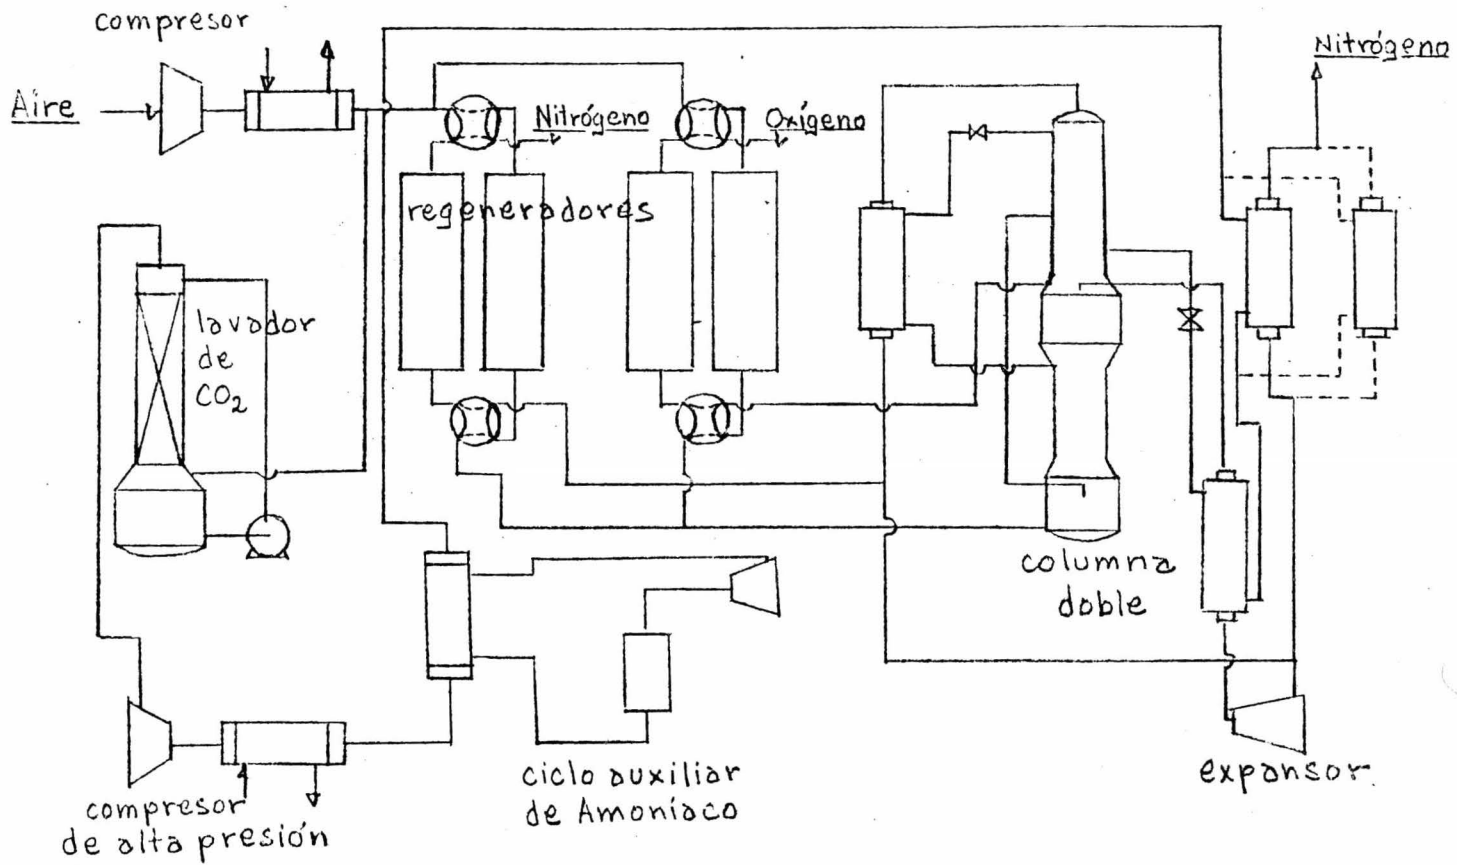 compresor
Nitrógeno
Aire
Nitrógeno
Oxígeno
regeneradores
lavador
de
CO2
columna
doble
expansor
ciclo auxiliar
de Amoníaco
compresor
de alta presión